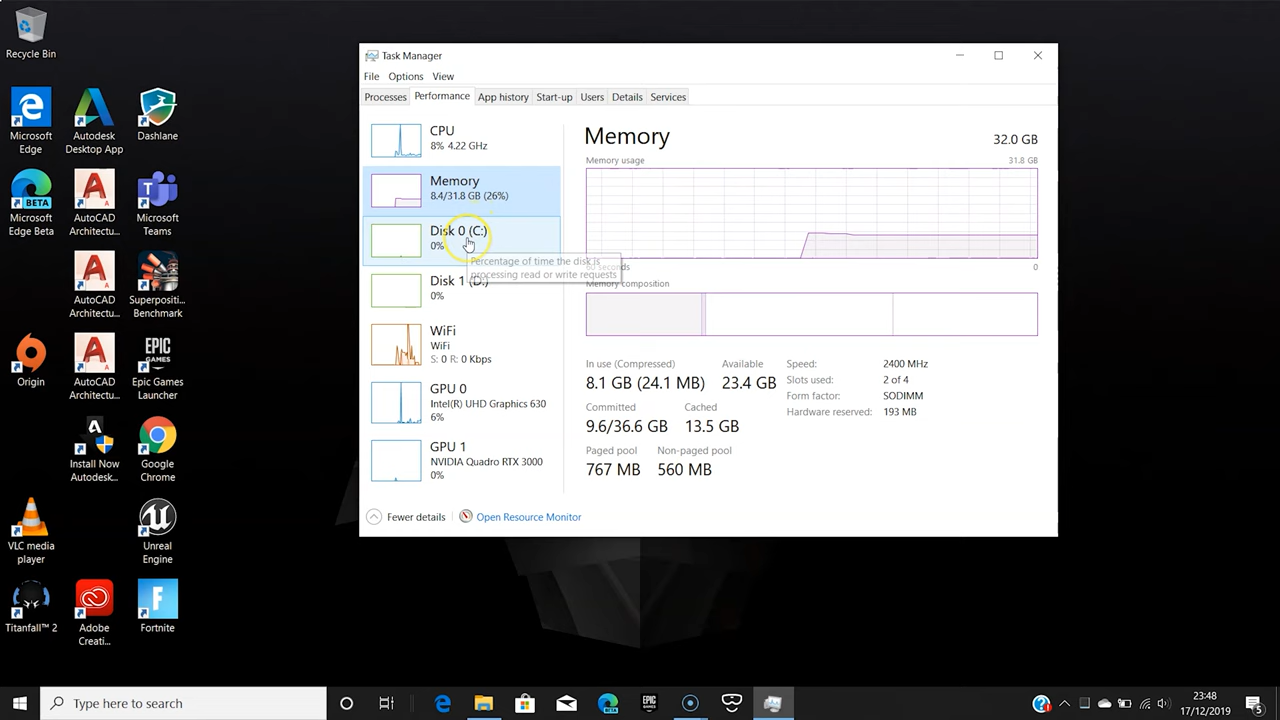 Recycle Bin
Microsoft
Edge
Autodesk
Desktop App
Dashlane
Microsoft
Edge Beta
AutoCAD
Architectu...
Microsoft
Teams
AutoCAD
Architectu...
Superpositi...
Benchmark
Origin
AutoCAD
Architectu...
Epic Games
Launcher
Install Now
Autodesk...
Google
Chrome
VLC media
player
Unreal
Engine
Titanfall™ 2
Adobe
Creati...
Fortnite
Task Manager
File Options View
Processes Performance App history Start-up Users Details Services
CPU
8% 4.22 GHz
Memory
8.4/31.8 GB (26%)
Disk 0 (C:)
0%
Percentage of time the disk is
processing read or write requests
Disk 1 (D:)
0%
WiFi
WiFi
S: 0 R: 0 Kbps
GPU 0
Intel(R) UHD Graphics 630
6%
GPU 1
NVIDIA Quadro RTX 3000
0%
Memory 32.0 GB
Memory usage 31.8 GB
60 seconds 0
Memory composition
In use (Compressed) Available
8.1 GB (24.1 MB) 23.4 GB
Committed Cached
9.6/36.6 GB 13.5 GB
Paged pool Non-paged pool
767 MB 560 MB
Speed: 2400 MHz
Slots used: 2 of 4
Form factor: SODIMM
Hardware reserved: 193 MB
Fewer details Open Resource Monitor
EPIC
GAMES
Type here to search
BETA
EPIC
GAMES
23:48
17/12/2019
5